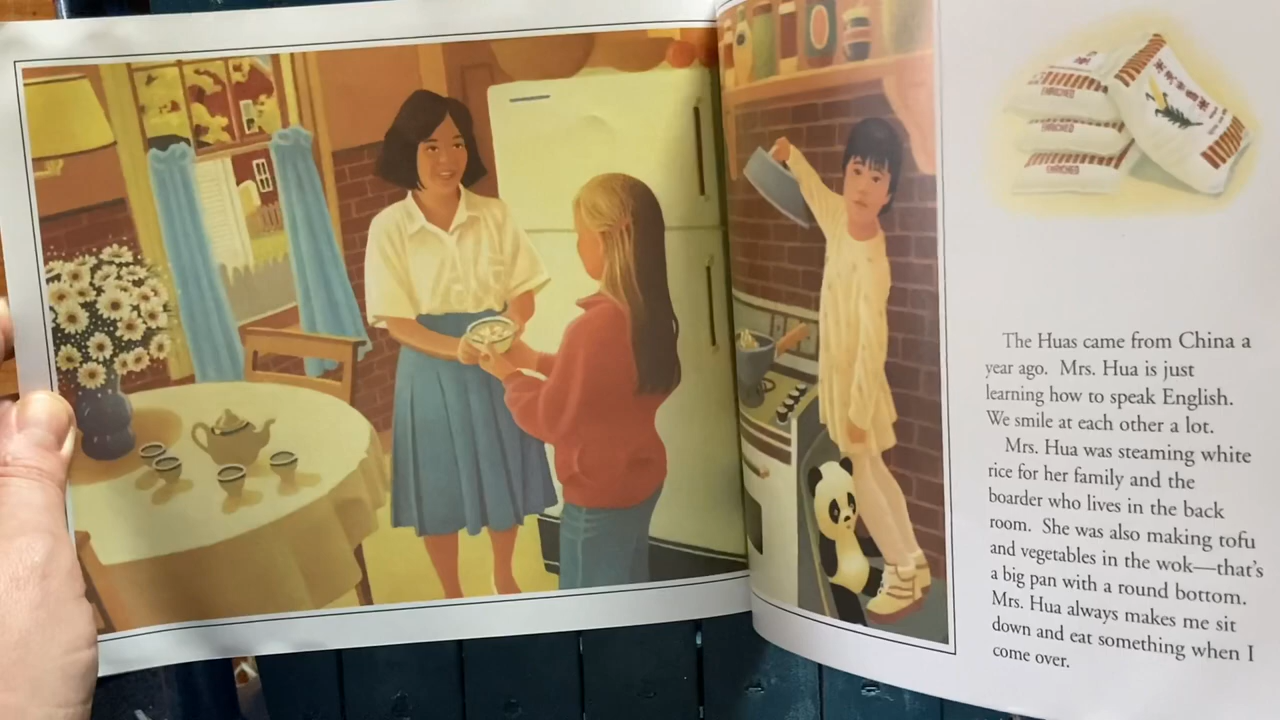 ENRICHED
ENRICHED
ENRICHED
The Huas came from China a
year ago. Mrs. Hua is just
learning how to speak English.
We smile at each other a lot.
Mrs. Hua was steaming white
rice for her family and the
boarder who lives in the back
room. She was also making tofu
and vegetables in the wok—that's
a big pan with a round bottom.
Mrs. Hua always makes me sit
down and eat something when I
come over.